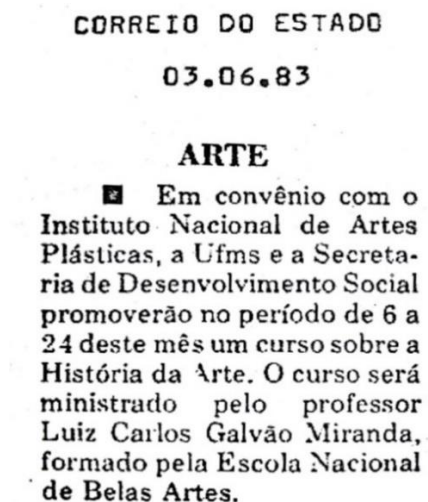 CORREIO DO ESTADO
03.06.83
ARTE
Em convênio com o
Instituto Nacional de Artes
Plásticas, a Ufms e a Secreta-
ria de Desenvolvimento Social
promoverão no período de 6 a
24 deste mês um curso sobre a
História da Arte. O curso será
ministrado pelo professor
Luiz Carlos Galvão Miranda,
formado pela Escola Nacional
de Belas Artes.